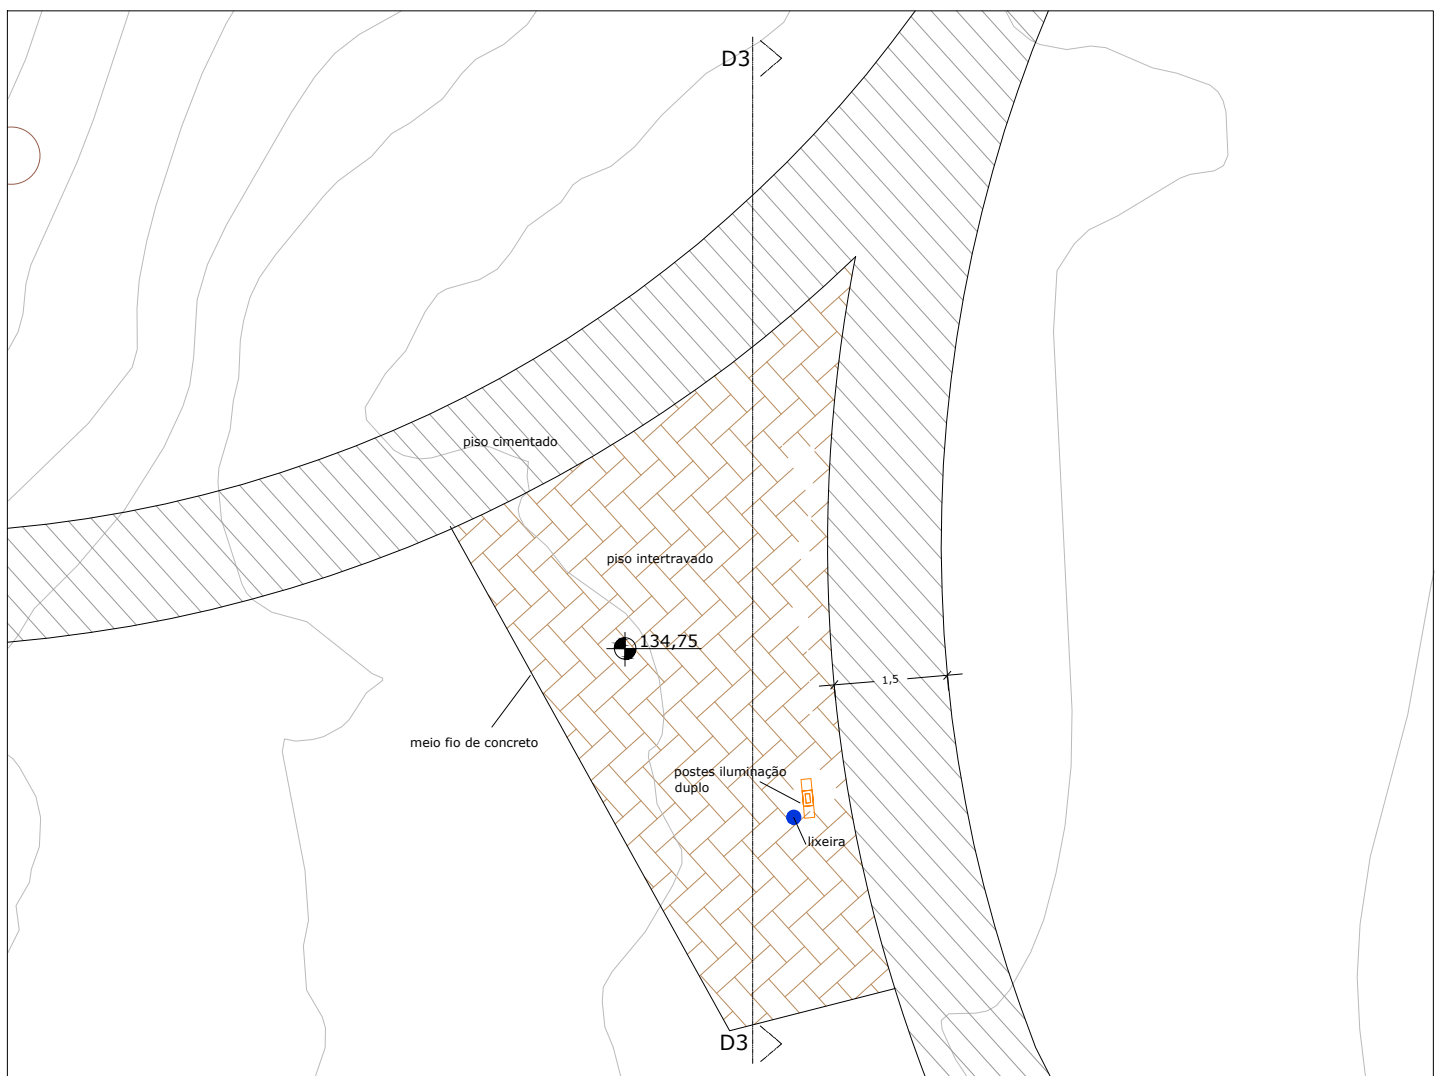 D3
piso cimentado
piso intertravado
134,75
1,5
meio fio de concreto
postes iluminação
duplo
lixeira
D3